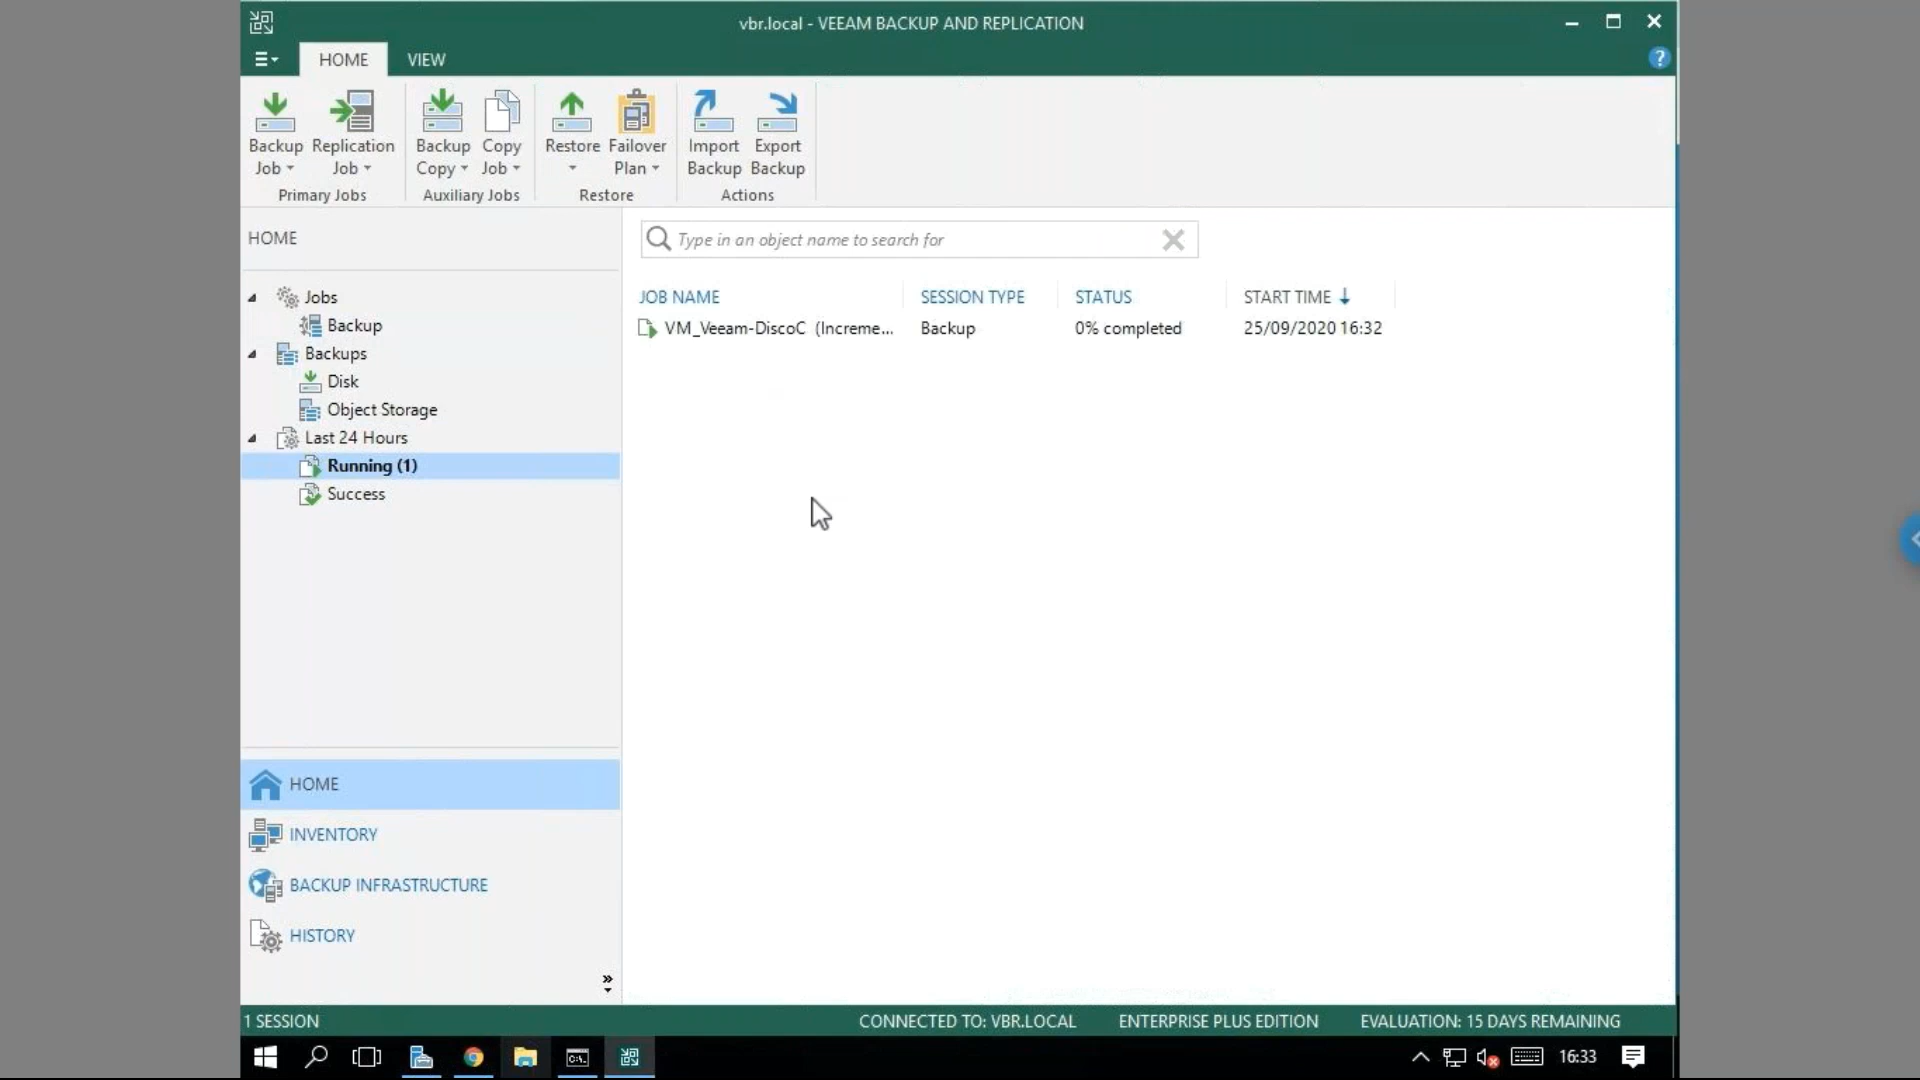 vbr.local - VEEAM BACKUP AND REPLICATION
HOME VIEW
?
Backup Job
Replication Job
Backup Copy
Copy Job
Restore
Failover Plan
Import Backup
Export Backup
Primary Jobs
Auxiliary Jobs
Restore
Actions
HOME
Jobs
Backup
Backups
Disk
Object Storage
Last 24 Hours
Running (1)
Success
HOME
INVENTORY
BACKUP INFRASTRUCTURE
HISTORY
Type in an object name to search for
JOB NAME SESSION TYPE STATUS START TIME
VM_Veeam-DiscoC (Increme... Backup 0% completed 25/09/2020 16:32
1 SESSION CONNECTED TO: VBR.LOCAL ENTERPRISE PLUS EDITION EVALUATION: 15 DAYS REMAINING
16:33